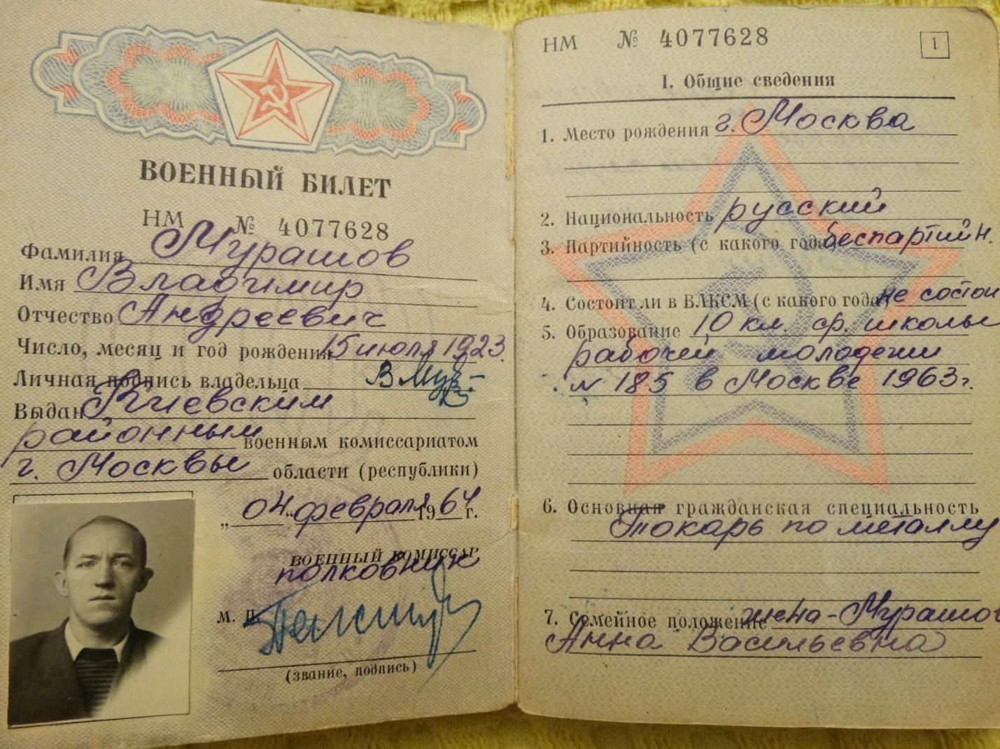 ВОЕННЫЙ БИЛЕТ
НМ № 4077628
Фамилия Мурашов
Имя Владимир
Отчество Андреевич
Число, месяц и год рождения 15 июля 1923.
Личная подпись владельца В Мур
Выдан Киевским
районным военным комиссариатом
г. Москвы области (республики)
„ 04 “ февраля 1964 г.
ВОЕННЫЙ КОМИССАР
полковник
М. П.
(звание, подпись)
НМ № 4077628
1
I. Общие сведения
1. Место рождения г. Москва
2. Национальность русский
3. Партийность (с какого года) беспартийн.
4. Состоит ли в ВЛКСМ (с какого года) не состои
5. Образование 10 кл. ср. школы
рабочей молодежи
№ 185 в Москве 1963 г.
6. Основная гражданская специальность
Токарь по металлу
7. Семейное положение жена - Мурашов
Анна Васильевна